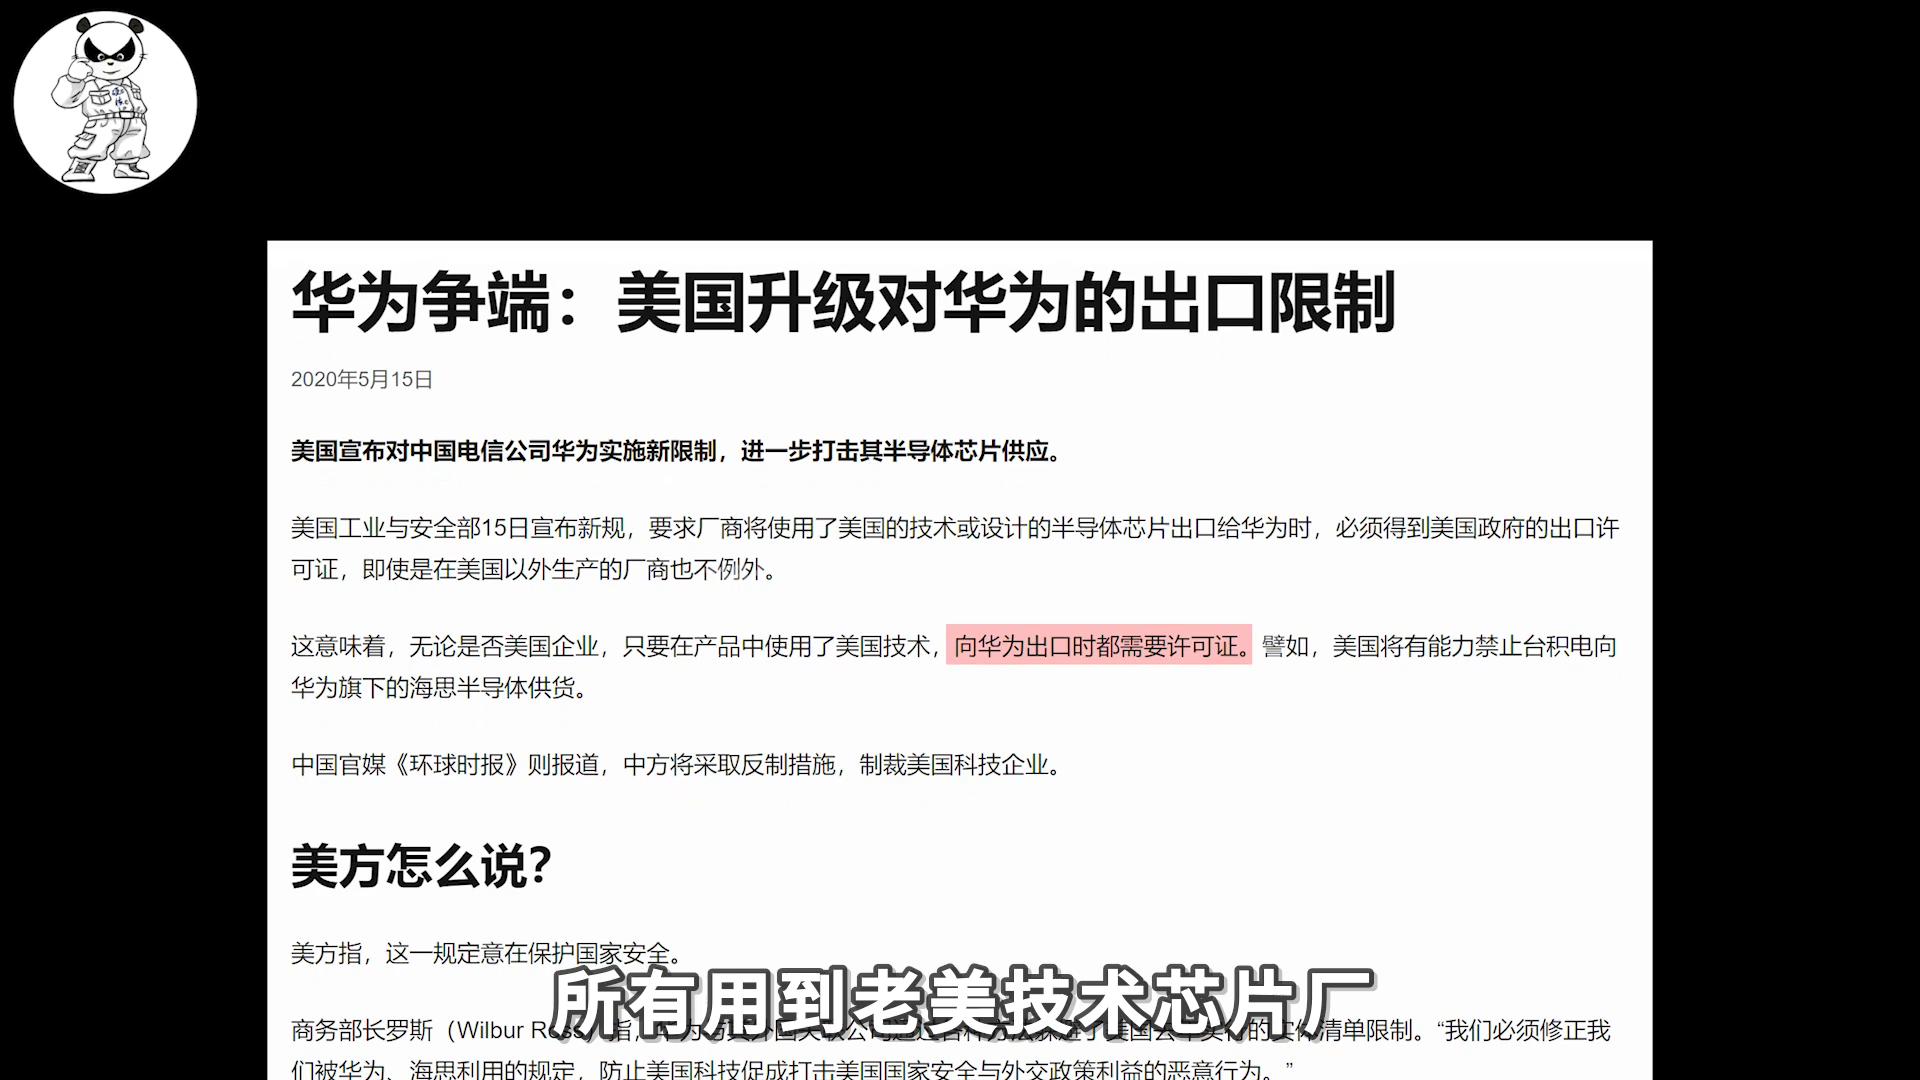 华为争端：美国升级对华为的出口限制
2020年5月15日
美国宣布对中国电信公司华为实施新限制，进一步打击其半导体芯片供应。
美国工业与安全部15日宣布新规，要求厂商将使用了美国的技术或设计的半导体芯片出口给华为时，必须得到美国政府的出口许
可证，即使是在美国以外生产的厂商也不例外。
这意味着，无论是否美国企业，只要在产品中使用了美国技术，向华为出口时都需要许可证。譬如，美国将有能力禁止台积电向
华为旗下的海思半导体供货。
中国官媒《环球时报》则报道，中方将采取反制措施，制裁美国科技企业。
美方怎么说？
美方指，这一规定意在保护国家安全。
所有用到老美技术芯片厂
商务部长罗斯（Wilbur Ross）指，清单限制。“我们必须修正我
们被华为、海思利用的规定，防止美国科技促成打击美国国家安全与外交政策利益的恶意行为。”